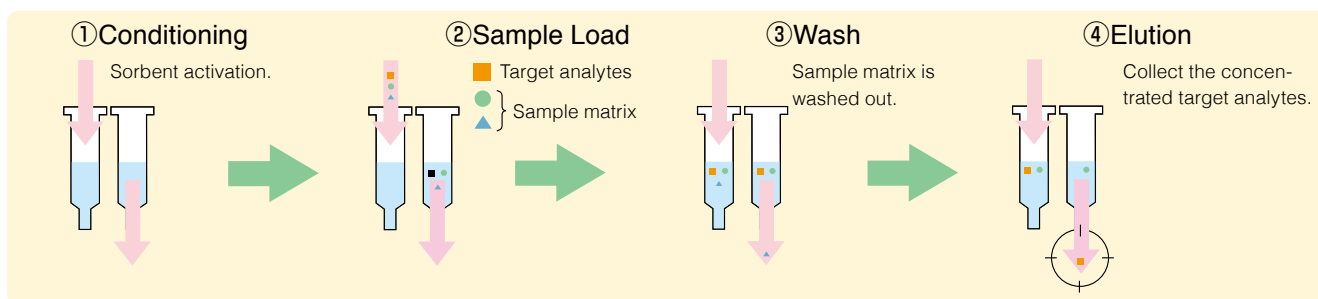 ①Conditioning
Sorbent activation.
②Sample Load
Target analytes
Sample matrix
③Wash
Sample matrix is
washed out.
④Elution
Collect the concen-
trated target analytes.